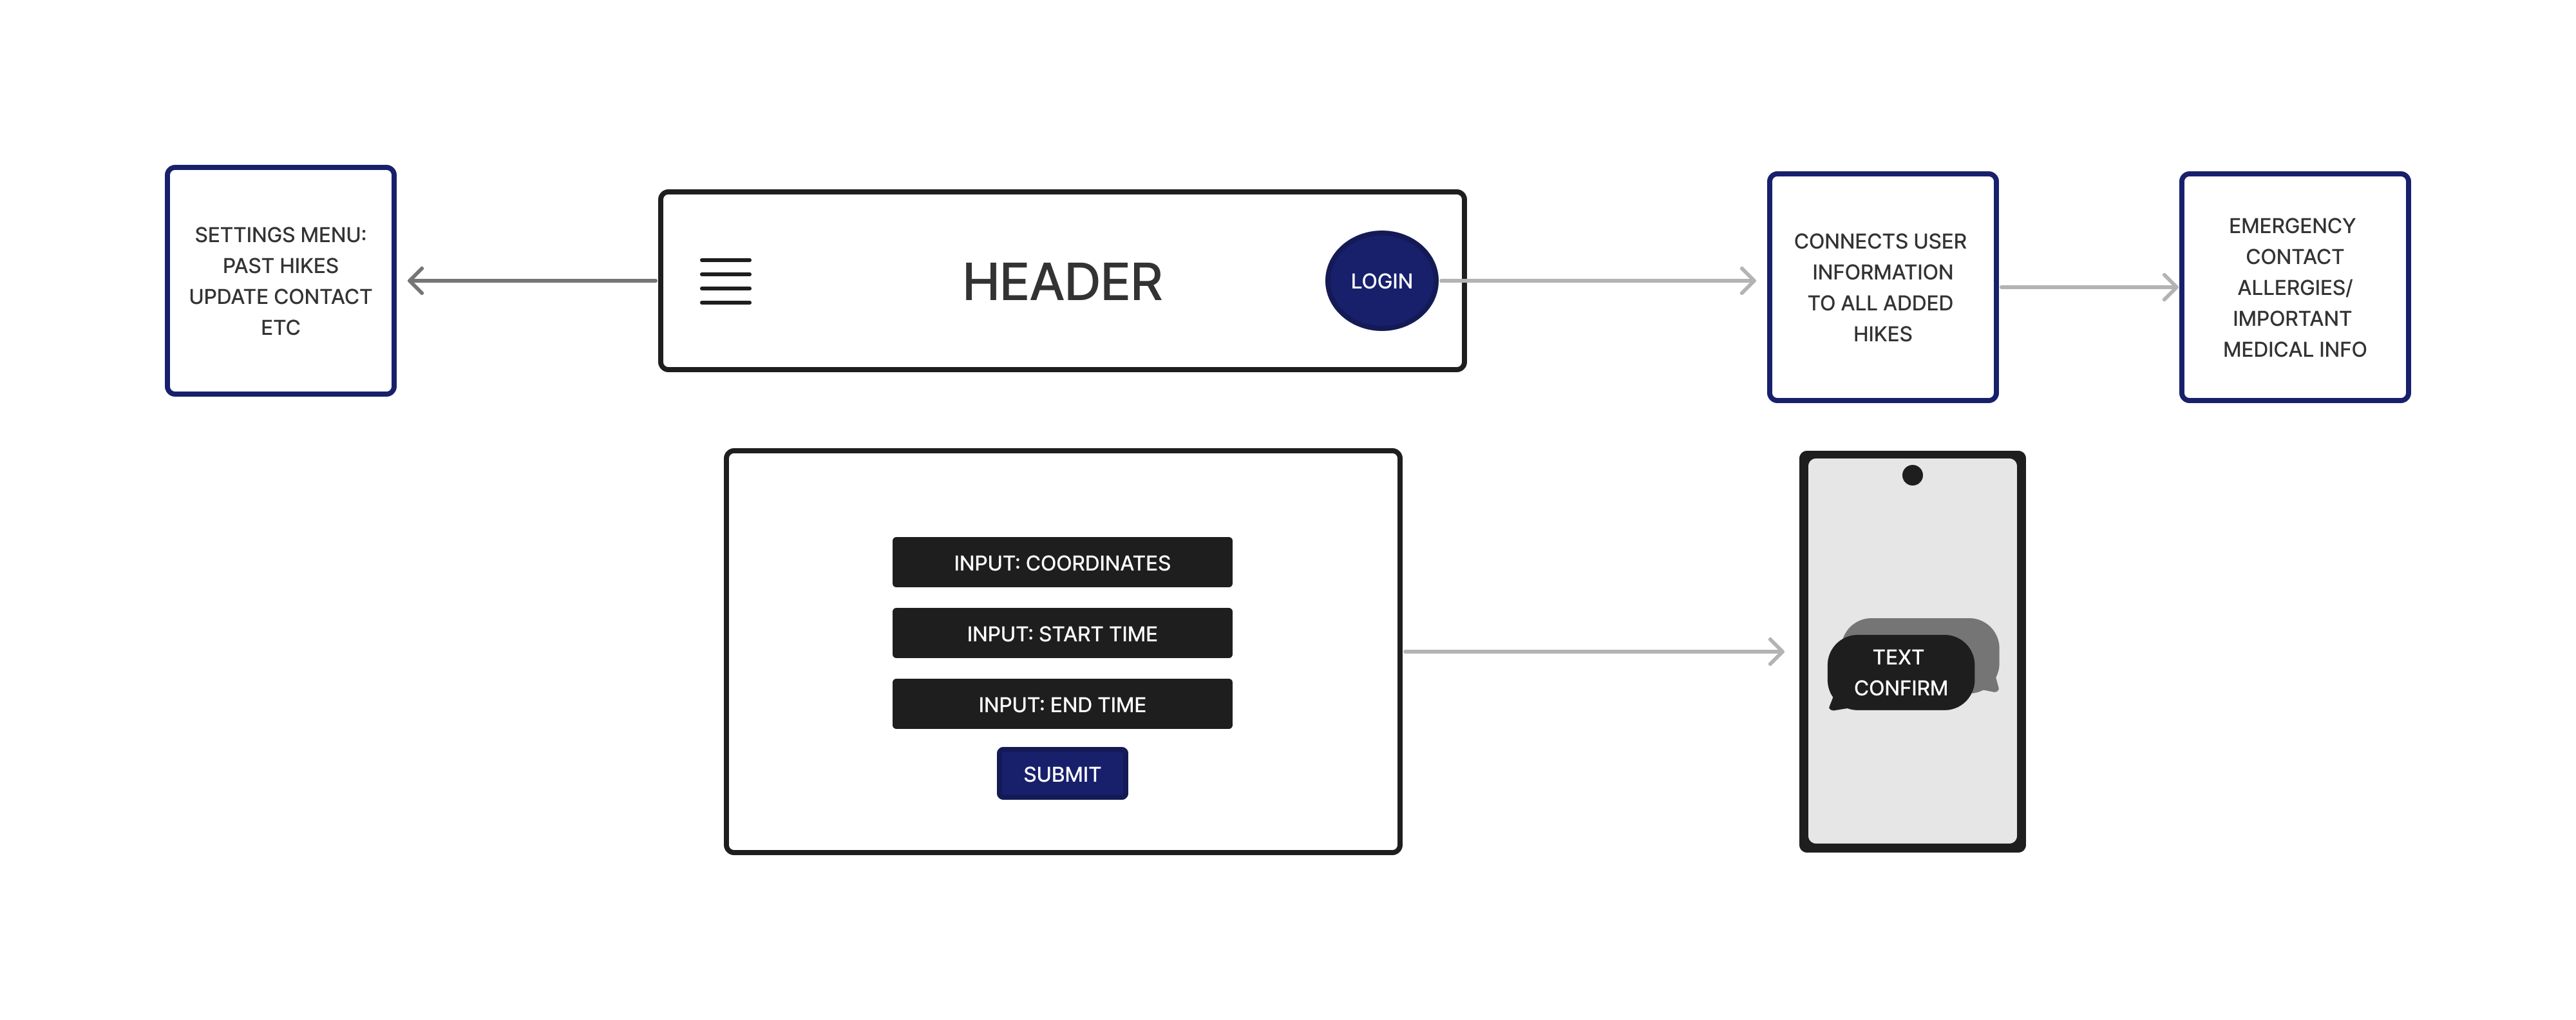 SETTINGS MENU:
PAST HIKES
UPDATE CONTACT
ETC
HEADER
LOGIN
CONNECTS USER
INFORMATION
TO ALL ADDED
HIKES
EMERGENCY
CONTACT
ALLERGIES/
IMPORTANT
MEDICAL INFO
INPUT: COORDINATES
INPUT: START TIME
INPUT: END TIME
SUBMIT
TEXT
CONFIRM